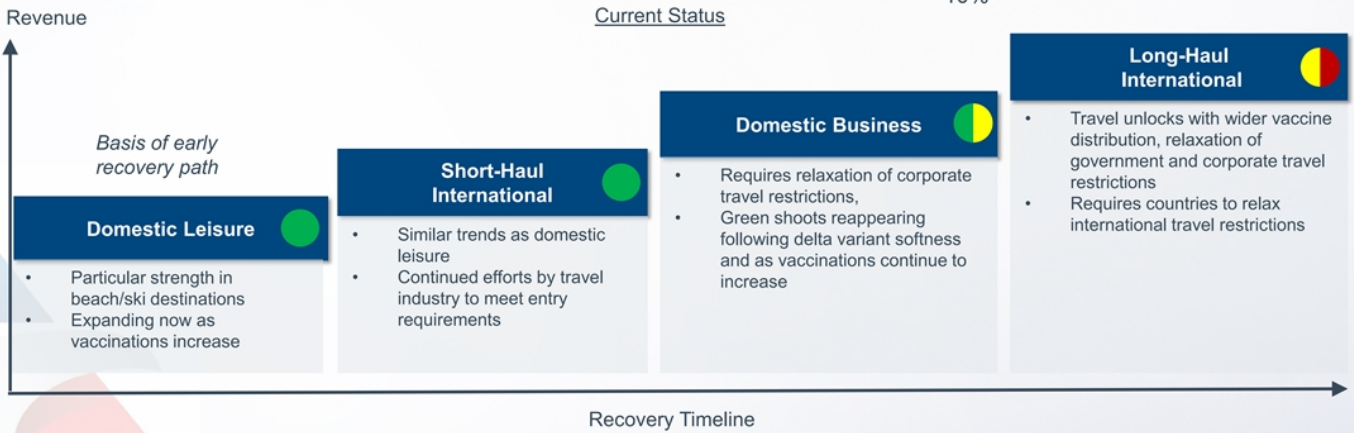 Revenue
Current Status
Basis of early
recovery path
Domestic Leisure
• Particular strength in
beach/ski destinations
• Expanding now as
vaccinations increase
Short-Haul
International
• Similar trends as domestic
leisure
• Continued efforts by travel
industry to meet entry
requirements
Domestic Business
• Requires relaxation of corporate
travel restrictions,
• Green shoots reappearing
following delta variant softness
and as vaccinations continue to
increase
Long-Haul
International
• Travel unlocks with wider vaccine
distribution, relaxation of
government and corporate travel
restrictions
• Requires countries to relax
international travel restrictions
Recovery Timeline